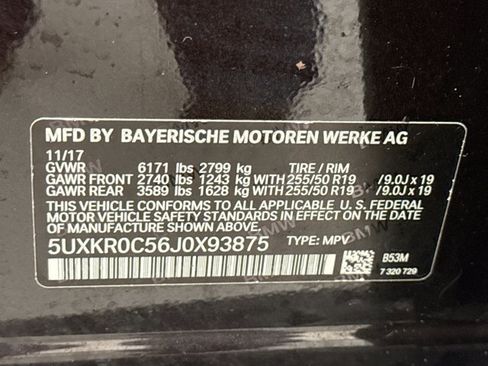 MFD BY BAYERISCHE MOTOREN WERKE AG
11/17
GVWR 6171 lbs 2799 kg TIRE / RIM
GAWR FRONT 2740 lbs 1243 kg WITH 255/50 R19 /9.0J x 19
GAWR REAR 3589 lbs 1628 kg WITH 255/50 R19 /9.0J x 19
THIS VEHICLE CONFORMS TO ALL APPLICABLE U. S. FEDERAL
MOTOR VEHICLE SAFETY STANDARDS IN EFFECT ON THE
DATE OF MANUFACTURE SHOWN ABOVE.
5UXKR0C56J0X93875 TYPE: MPV
B53M
7 320 729